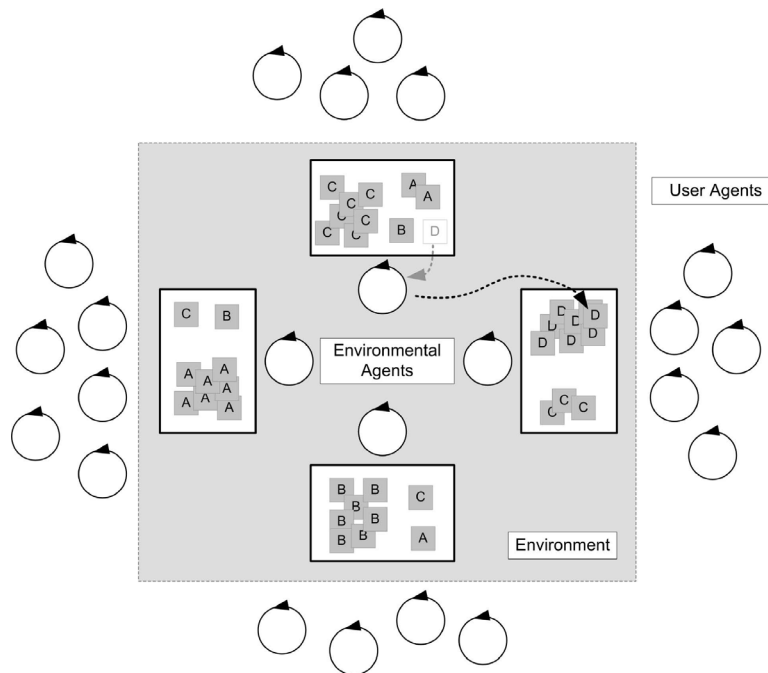 C C A A
C
C C
C C B D
User Agents
C B
A A A
A A A A
Environmental
Agents
D D D
D D D D
C C C
B B C
B
B B
B B A
Environment